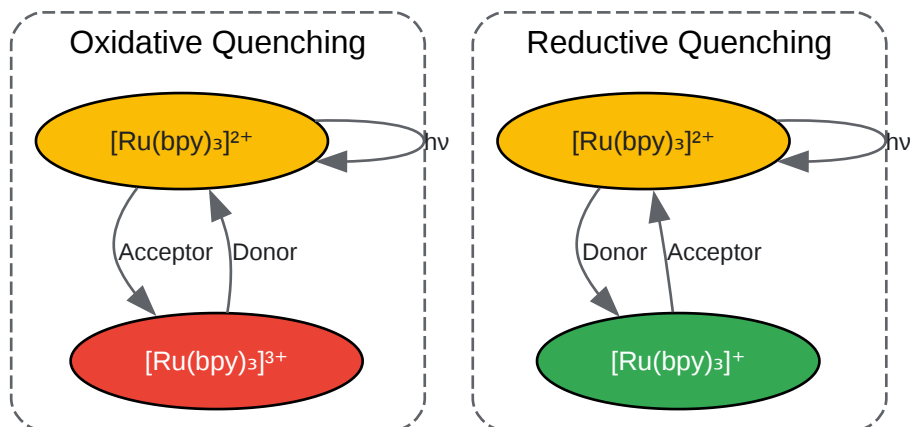 Oxidative Quenching
[Ru(bpy)₃]²⁺
hν
Acceptor
Donor
[Ru(bpy)₃]³⁺
Reductive Quenching
[Ru(bpy)₃]²⁺
hν
Donor
Acceptor
[Ru(bpy)₃]⁺